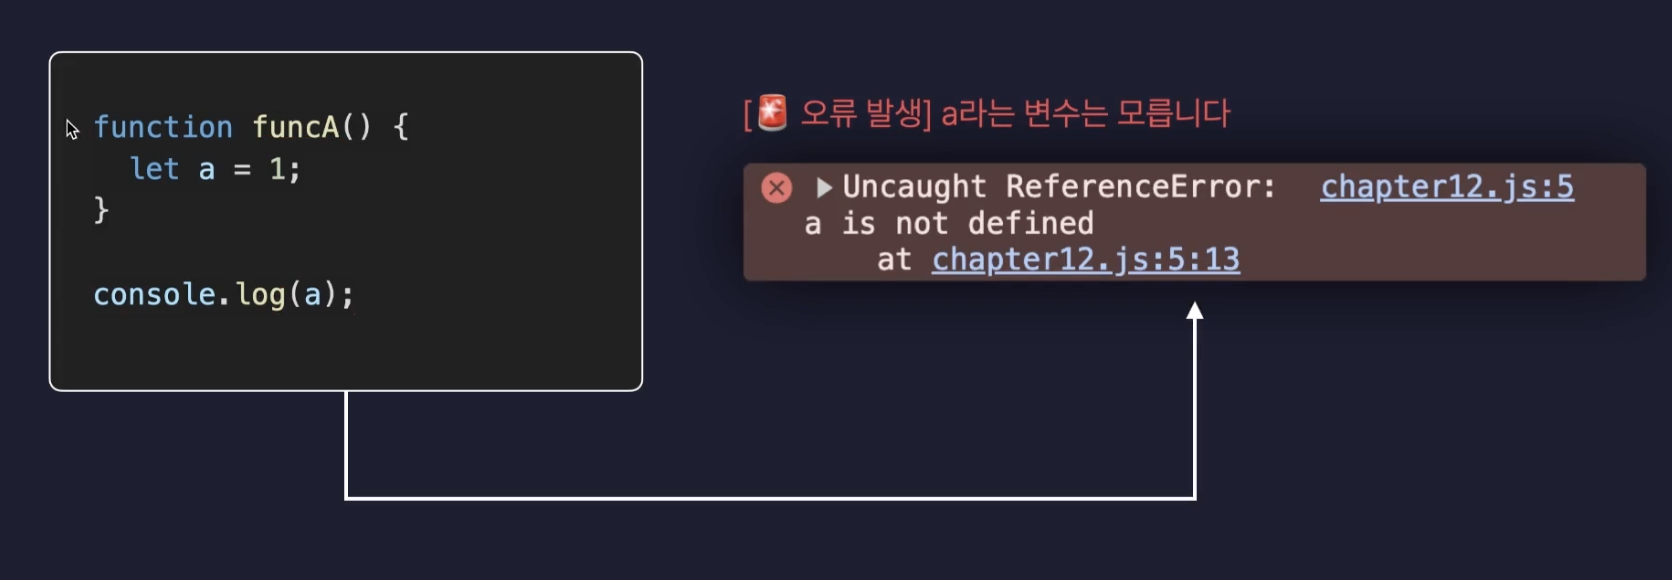 function funcA() {
let a = 1;
}
console.log(a);
[🚨 오류 발생] a라는 변수는 모릅니다
Uncaught ReferenceError: chapter12.js:5
a is not defined
at chapter12.js:5:13